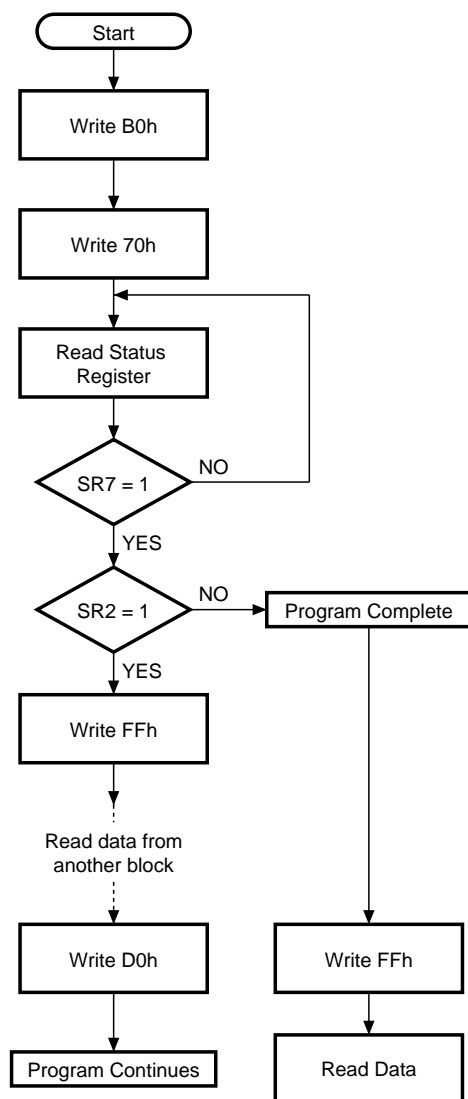 Start
Write B0h
Write 70h
Read Status
Register
SR7 = 1
NO
YES
SR2 = 1
NO
Program Complete
YES
Write FFh
Read data from
another block
Write D0h
Write FFh
Program Continues
Read Data